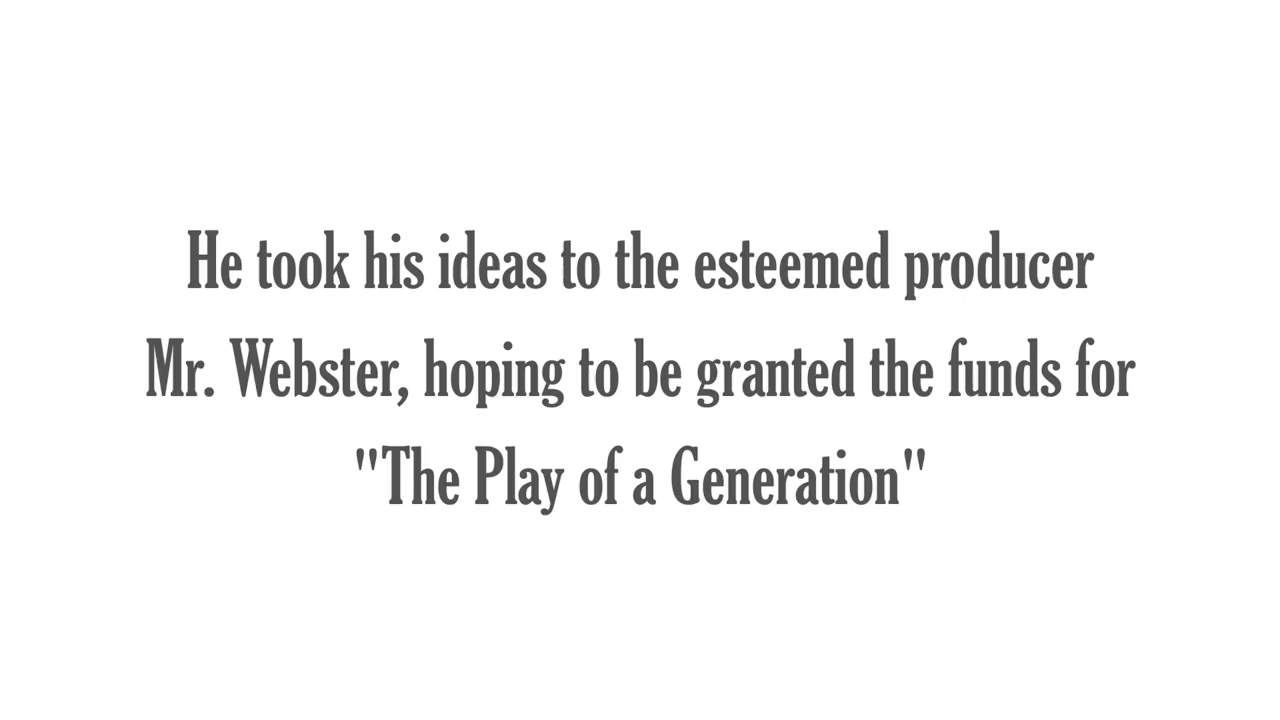 He took his ideas to the esteemed producer
Mr. Webster, hoping to be granted the funds for
"The Play of a Generation"